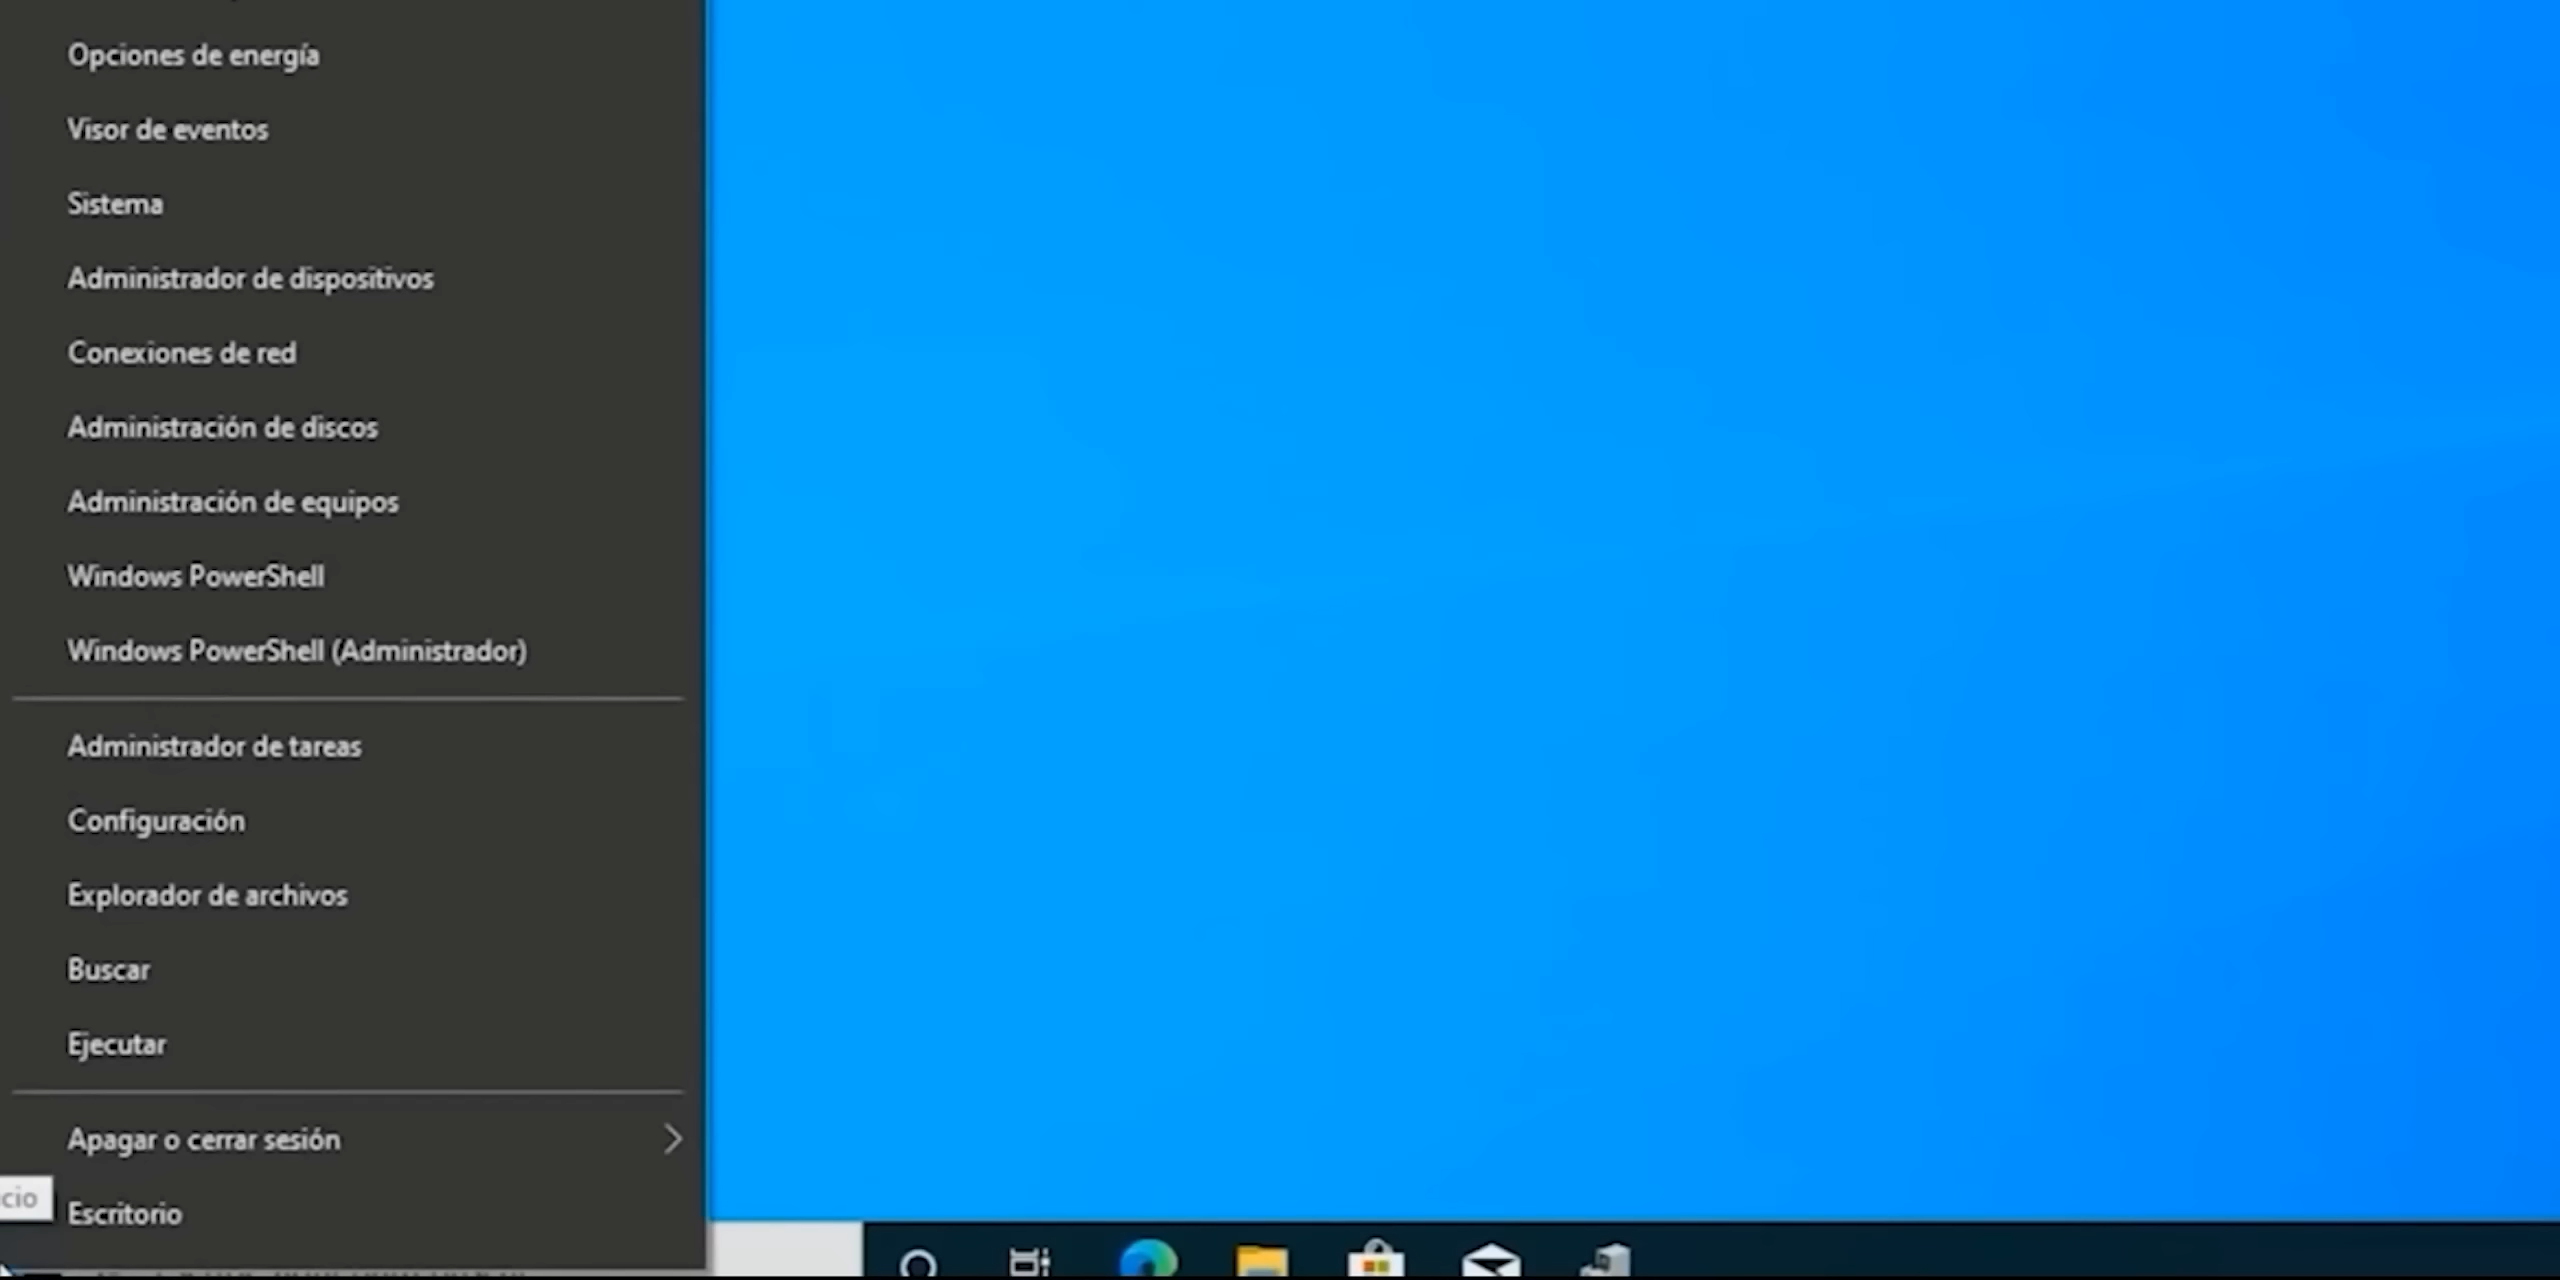 Opciones de energía
Visor de eventos
Sistema
Administrador de dispositivos
Conexiones de red
Administración de discos
Administración de equipos
Windows PowerShell
Windows PowerShell (Administrador)
Administrador de tareas
Configuración
Explorador de archivos
Buscar
Ejecutar
Apagar o cerrar sesión
cio
Escritorio